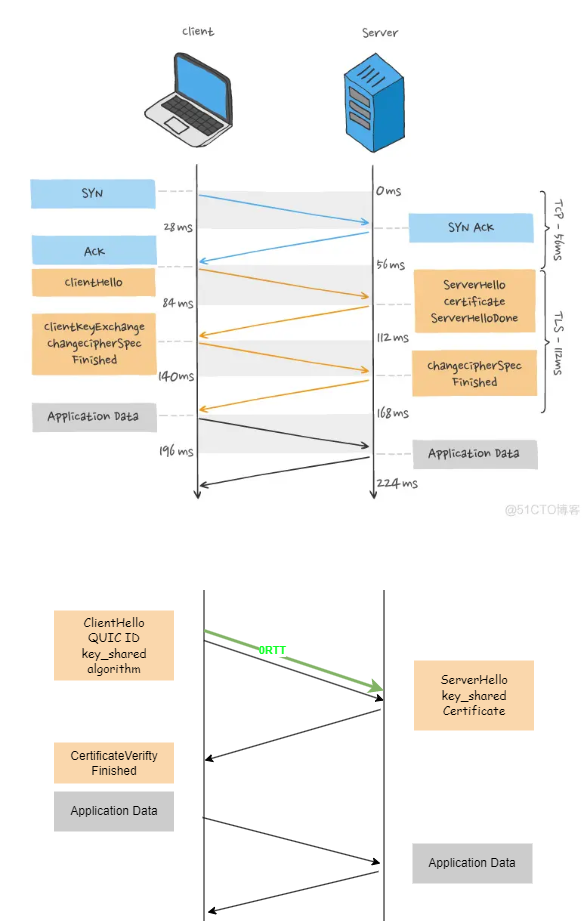 client
Server
SYN
0ms
28ms
SYN Ack
TCP - 56ms
Ack
56ms
clientHello
84ms
ServerHello
certificate
ServerHelloDone
TLS - 112ms
clientkeyExchange
changecipherSpec
Finished
112ms
140ms
changecipherSpec
Finished
Application Data
168ms
196ms
Application Data
224ms
@51CTO博客
ClientHello
QUIC ID
key_shared
algorithm
0RTT
ServerHello
key_shared
Certificate
CertificateVerifty
Finished
Application Data
Application Data